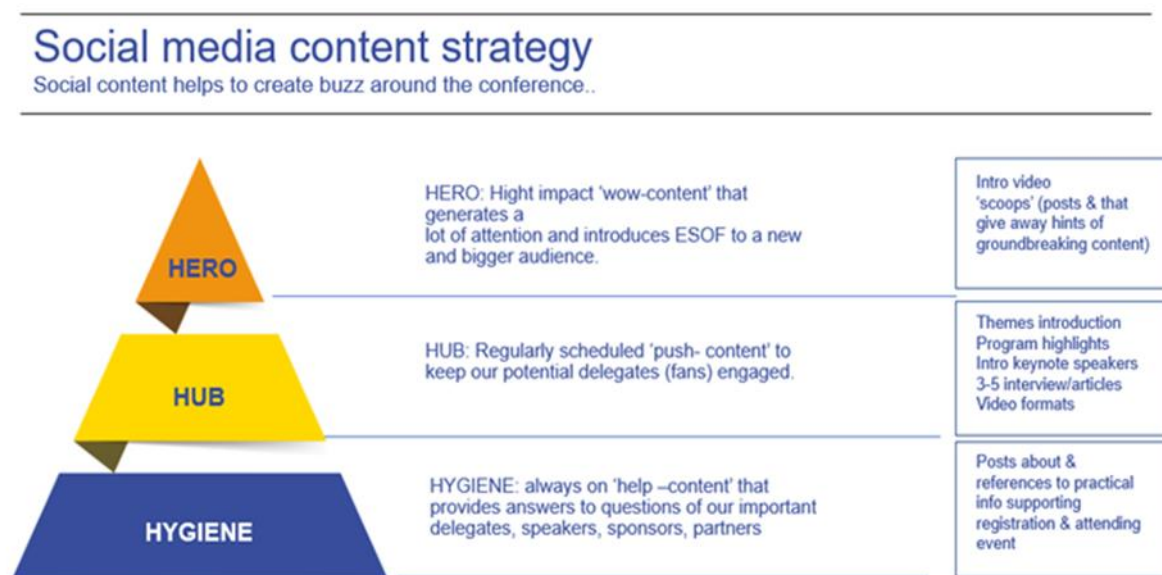 Social media content strategy
Social content helps to create buzz around the conference..
HERO
HERO: Hight impact 'wow-content' that
generates a
lot of attention and introduces ESOF to a new
and bigger audience.
Intro video
'scoops' (posts & that
give away hints of
groundbreaking content)
HUB
HUB: Regularly scheduled 'push- content' to
keep our potential delegates (fans) engaged.
Themes introduction
Program highlights
Intro keynote speakers
3-5 interview/articles
Video formats
HYGIENE
HYGIENE: always on 'help –content' that
provides answers to questions of our important
delegates, speakers, sponsors, partners
Posts about &
references to practical
info supporting
registration & attending
event